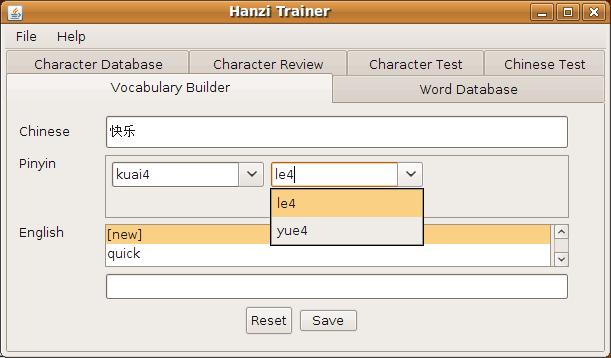 Hanzi Trainer
File Help
Character Database Character Review Character Test Chinese Test
Vocabulary Builder Word Database
Chinese 快乐
Pinyin kuai4 le4
le4
yue4
English [new]
quick
Reset Save